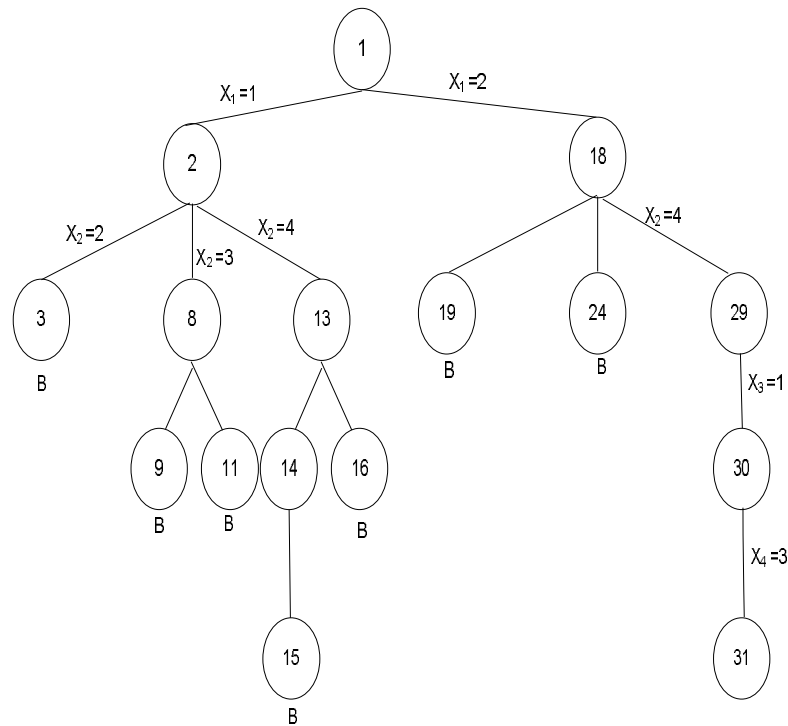 1
X₁=1
X₁=2
2
18
X₂=2
X₂=3
X₂=4
X₂=4
3
8
13
19
24
29
B
B
B
X₃=1
9
11
14
16
30
B
B
B
X₄=3
15
31
B